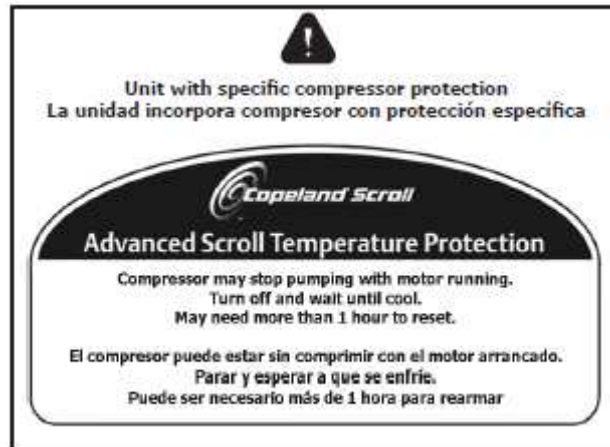 Unit with specific compressor protection
La unidad incorpora compresor con protección específica
Copeland Scroll
Advanced Scroll Temperature Protection
Compressor may stop pumping with motor running.
Turn off and wait until cool.
May need more than 1 hour to reset.
El compresor puede estar sin comprimir con el motor arrancado.
Parar y esperar a que se enfríe.
Puede ser necesario más de 1 hora para rearmar